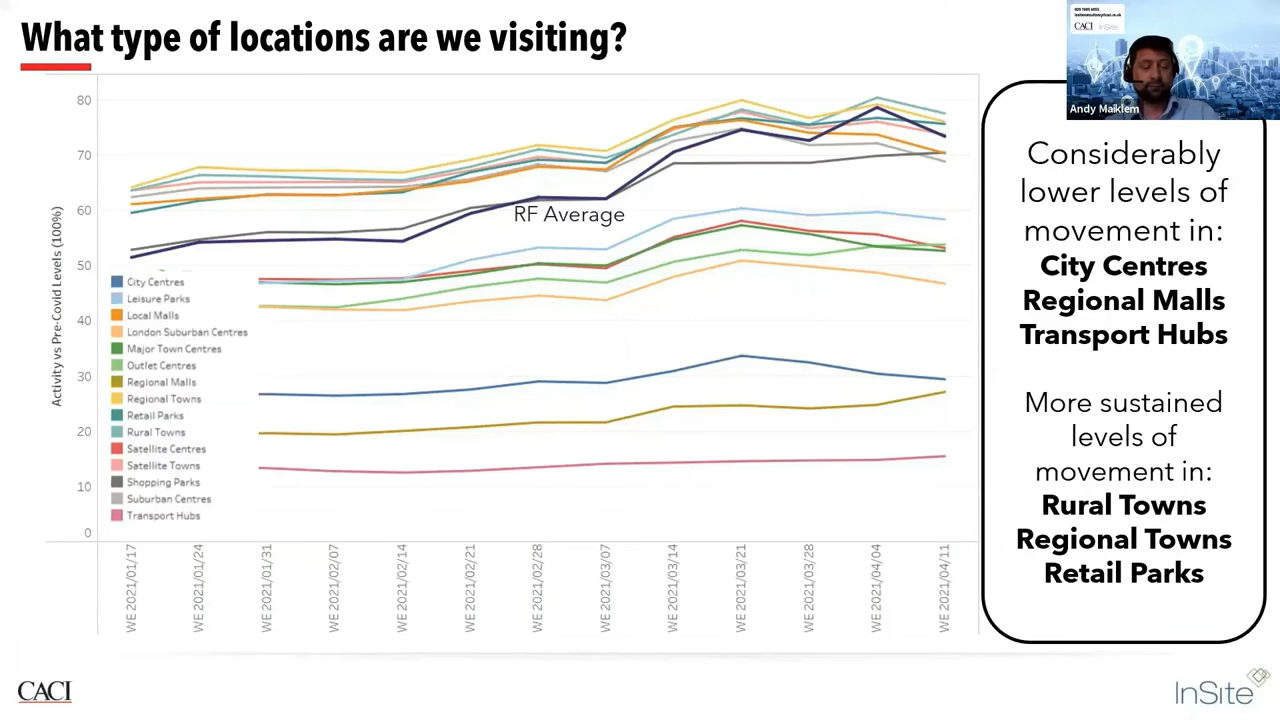 What type of locations are we visiting?
020 7605 6055
CACI InSite
Andy Maiklem
Activity vs Pre-Covid Levels (100%)
80
70
60
50
40
30
20
10
0
RF Average
City Centres
Leisure Parks
Local Malls
London Suburban Centres
Major Town Centres
Outlet Centres
Regional Malls
Regional Towns
Retail Parks
Rural Towns
Satellite Centres
Satellite Towns
Shopping Parks
Suburban Centres
Transport Hubs
WE 2021/01/17
WE 2021/01/24
WE 2021/01/31
WE 2021/02/07
WE 2021/02/14
WE 2021/02/21
WE 2021/02/28
WE 2021/03/07
WE 2021/03/14
WE 2021/03/21
WE 2021/03/28
WE 2021/04/04
WE 2021/04/11
Considerably
lower levels of
movement in:
City Centres
Regional Malls
Transport Hubs
More sustained
levels of
movement in:
Rural Towns
Regional Towns
Retail Parks
CACI
InSite